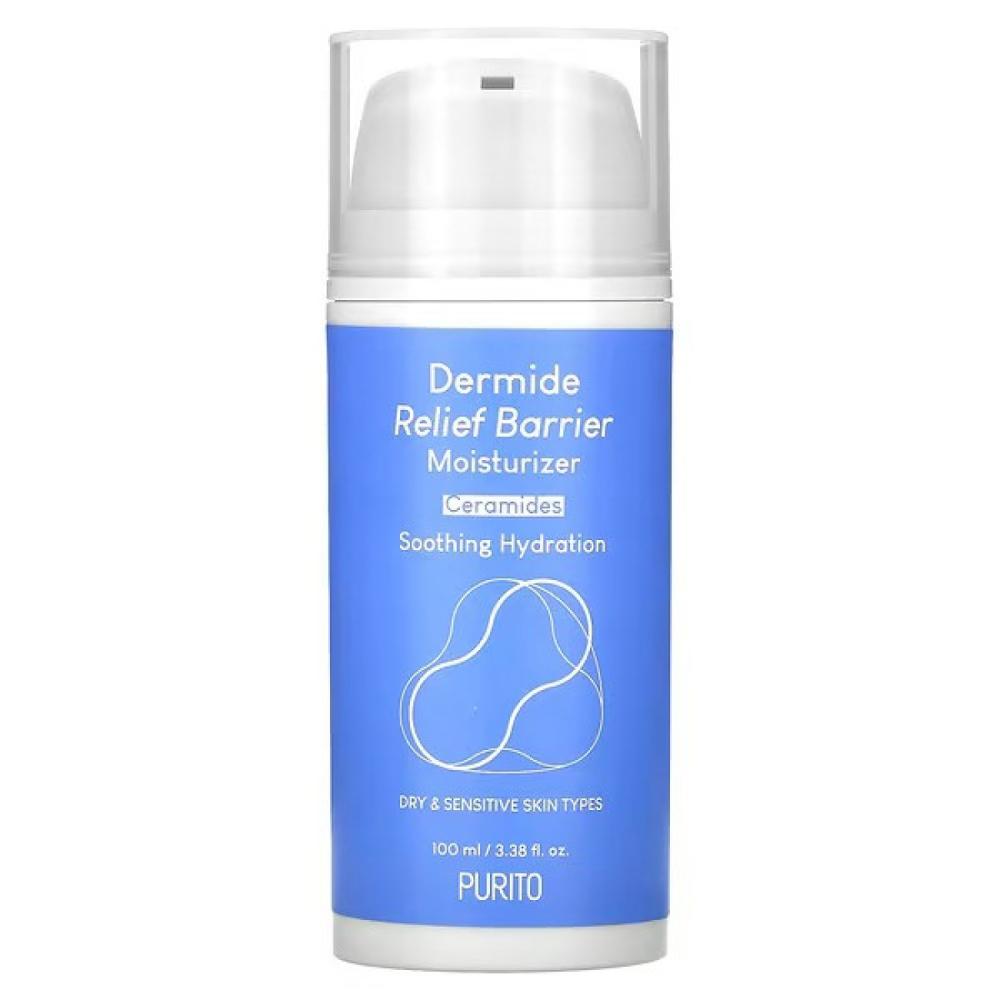 Dermide
Relief Barrier
Moisturizer
Ceramides
Soothing Hydration
DRY & SENSITIVE SKIN TYPES
100 ml / 3.38 fl. oz.
PURITO